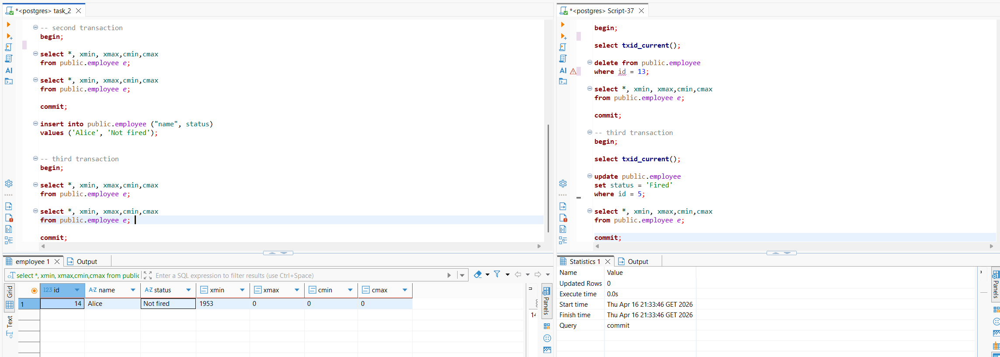 *<postgres> task_2
-- second transaction
begin;
select *, xmin, xmax,cmin,cmax
from public.employee e;
select *, xmin, xmax,cmin,cmax
from public.employee e;
commit;
insert into public.employee ("name", status)
values ('Alice', 'Not fired');
-- third transaction
begin;
select *, xmin, xmax,cmin,cmax
from public.employee e;
select *, xmin, xmax,cmin,cmax
from public.employee e;
commit;
AI
employee 1
Output
select *, xmin, xmax,cmin,cmax from public
Enter a SQL expression to filter results (use Ctrl+Space)
Grid
Text
123 id
A-Z name
A-Z status
xmin
xmax
cmin
cmax
1
14
Alice
Not fired
1953
0
0
0
Panels
*<postgres> Script-37
begin;
select txid_current();
delete from public.employee
where id = 13;
select *, xmin, xmax,cmin,cmax
from public.employee e;
commit;
-- third transaction
begin;
select txid_current();
update public.employee
set status = 'Fired'
where id = 5;
select *, xmin, xmax,cmin,cmax
from public.employee e;
commit;
AI
Statistics 1
Output
Name Value
Updated Rows 0
Execute time 0.0s
Start time Thu Apr 16 21:33:46 GET 2026
Finish time Thu Apr 16 21:33:46 GET 2026
Query commit
Panels